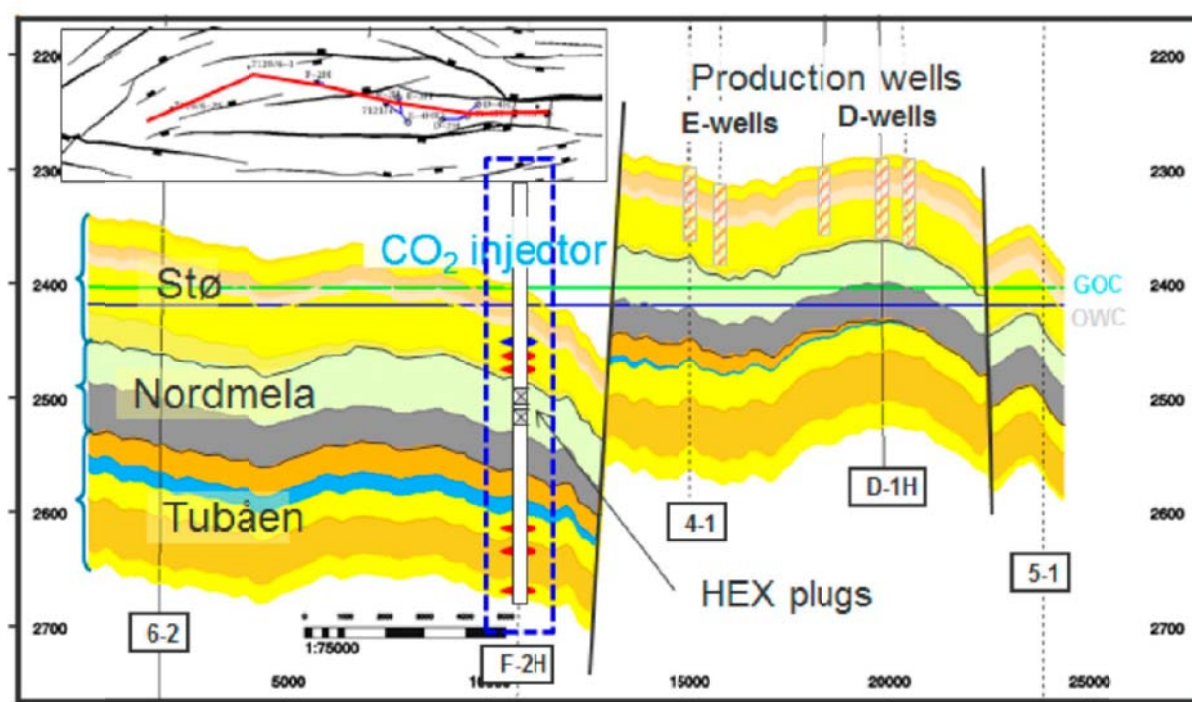 2200
2200
Production wells
E-wells
D-wells
2300
2300
CO₂ injector
Stø
2400
GOC
2400
OWC
Nordmela
2500
2500
Tubåen
D-1H
4-1
2600
2600
5-1
HEX plugs
6-2
1:75000
F-2H
2700
2700
5000
15000
20000
25000